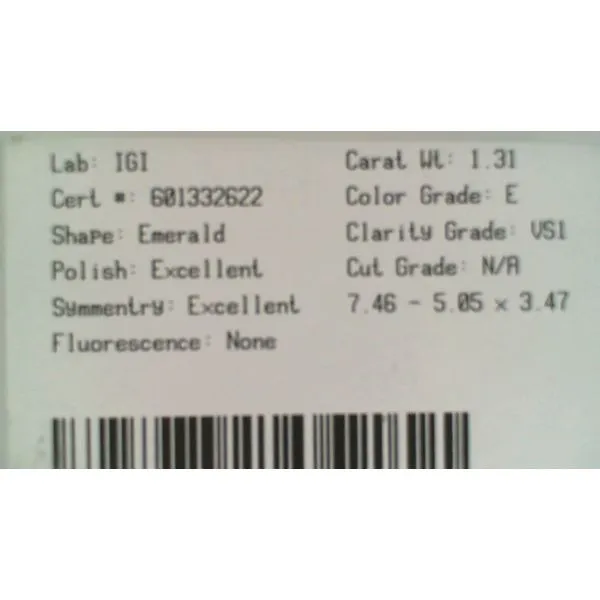 Lab: IGI
Carat Wt: 1.31
Cert #: 601332622
Color Grade: E
Shape: Emerald
Clarity Grade: VS1
Polish: Excellent
Cut Grade: N/A
Symmentry: Excellent
7.46 - 5.05 x 3.47
Fluorescence: None